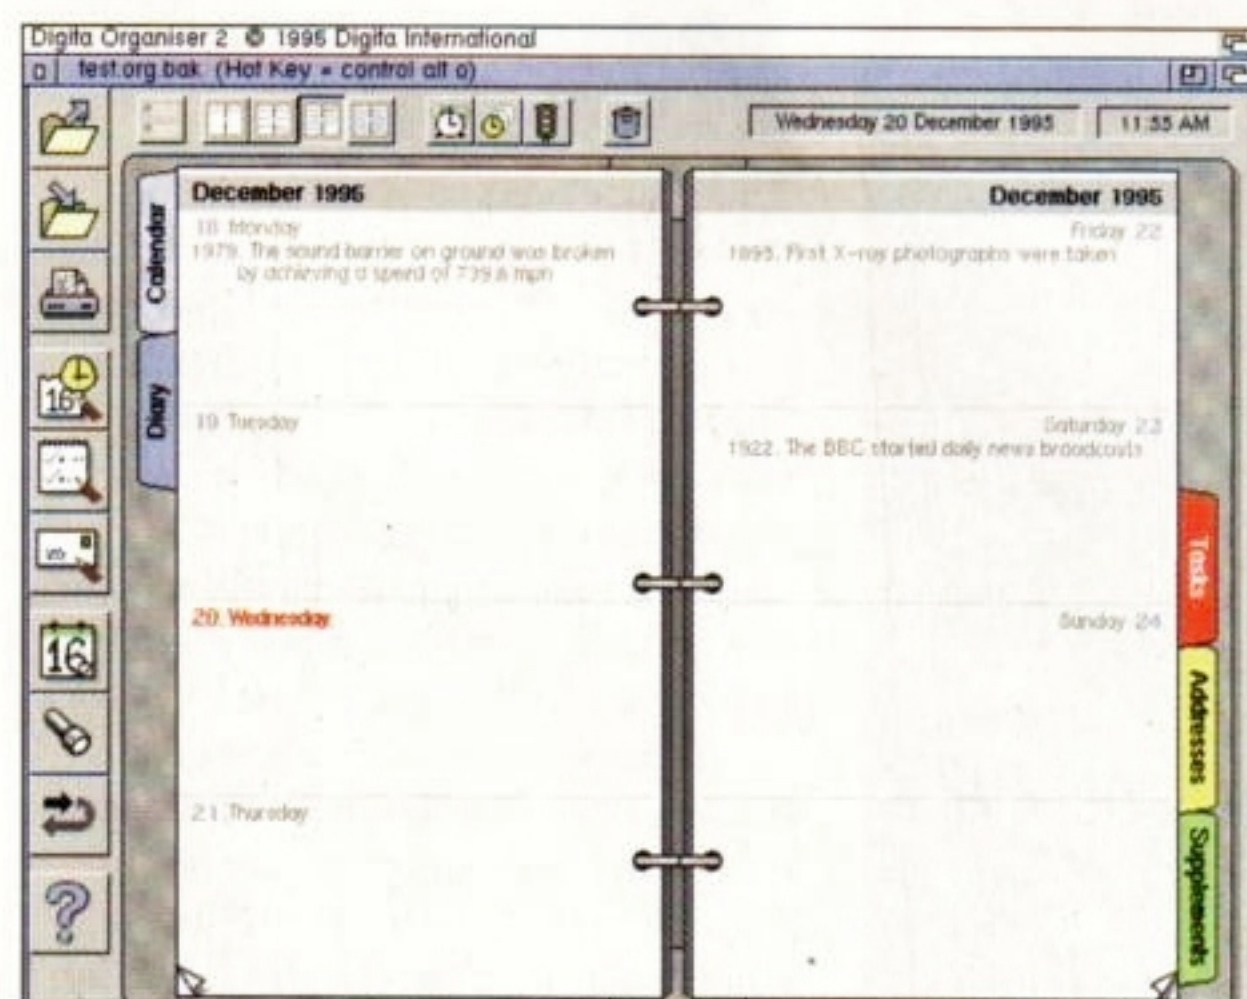 Digita Organiser 2 © 1995 Digita International
test.org.bak (Hot Key = control alt o)
Wednesday 20 December 1995
11:55 AM
16
16
Calendar
Diary
December 1995
18 Monday
1979. The sound barrier on ground was broken
by achieving a speed of 739.6 mph
19 Tuesday
20 Wednesday
21 Thursday
December 1995
Friday 22
1895. First X-ray photographs were taken
Saturday 23
1922. The BBC started daily news broadcasts
Sunday 24
Tasks
Addresses
Supplements